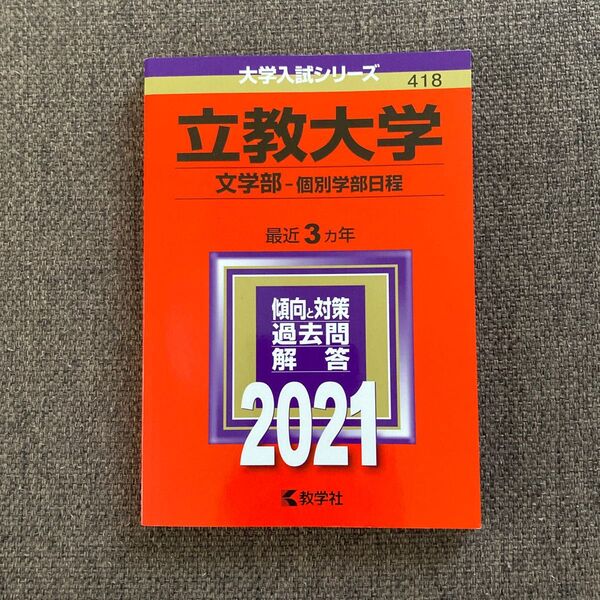 大学入試シリーズ
418
立教大学
文学部-個別学部日程
最近3カ年
傾向と対策
過去問
解答
2021
教学社